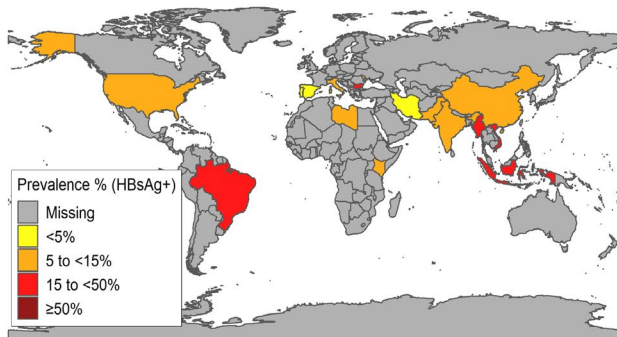 Prevalence % (HBsAg+)
Missing
<5%
5 to <15%
15 to <50%
≥50%